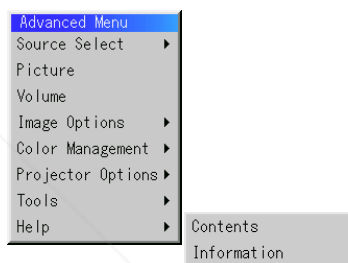 Advanced Menu
Source Select
Picture
Volume
Image Options
Color Management
Projector Options
Tools
Help
Contents
Information